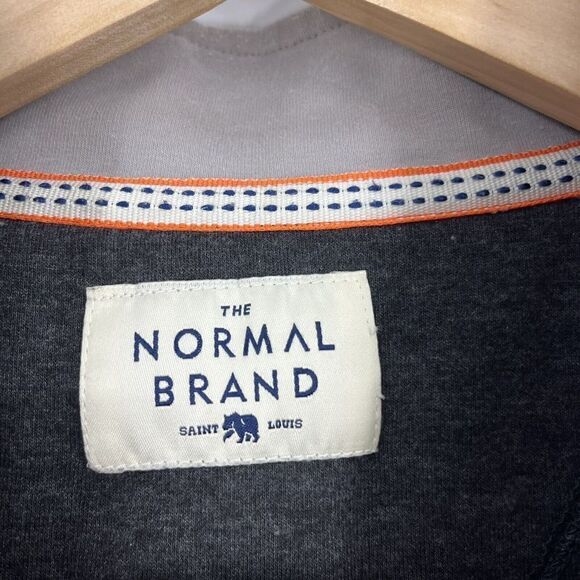 THE
NORMAL
BRAND
SAINT LOUIS